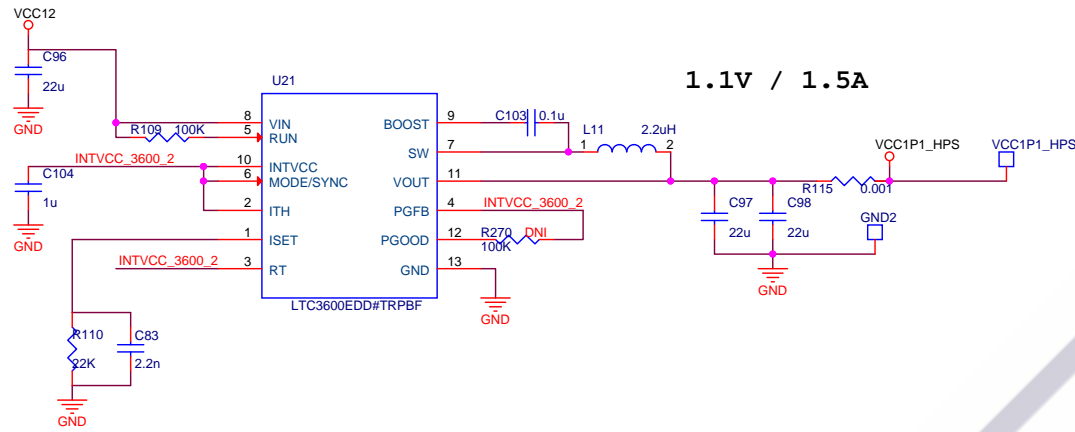 VCC12
C96
22u
GND
U21
1.1V / 1.5A
8 VIN
R109 100K 5 RUN
INTVCC_3600_2 10 INTVCC
6 MODE/SYNC
C104
1u
GND
2 ITH
1 ISET
INTVCC_3600_2 3 RT
BOOST 9 C103 0.1u
SW 7 1 L11 2.2uH 2
VOUT 11
PGFB 4 INTVCC_3600_2
PGOOD 12 R270 DNI
100K
GND 13
GND
LTC3600EDD#TRPBF
R110
22K
C83
2.2n
GND
C97
22u
C98
22u
GND
R115 0.001
VCC1P1_HPS
VCC1P1_HPS
GND2